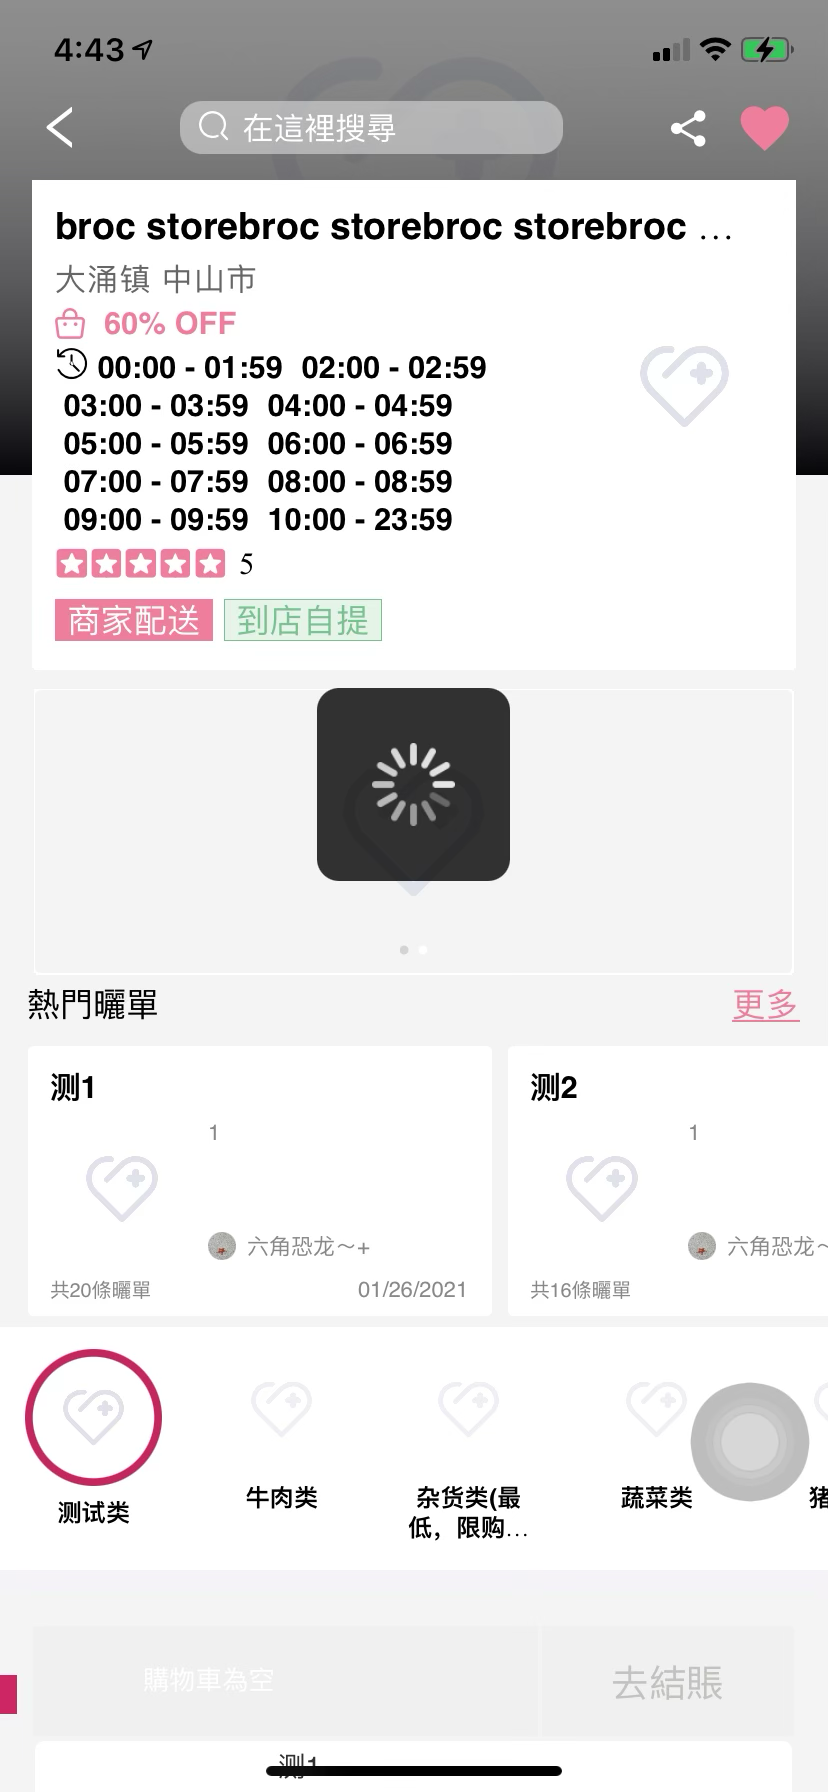 4:43
在這裡搜尋
broc storebroc storebroc storebroc ...
大涌镇 中山市
60% OFF
00:00 - 01:59 02:00 - 02:59
03:00 - 03:59 04:00 - 04:59
05:00 - 05:59 06:00 - 06:59
07:00 - 07:59 08:00 - 08:59
09:00 - 09:59 10:00 - 23:59
5
商家配送 到店自提
熱門曬單 更多
测1 测2
1 1
六角恐龙～+ 六角恐龙～
共20條曬單 01/26/2021 共16條曬單
测试类 牛肉类 杂货类(最 蔬菜类 猪
低，限购...
購物車為空 去結賬
测1